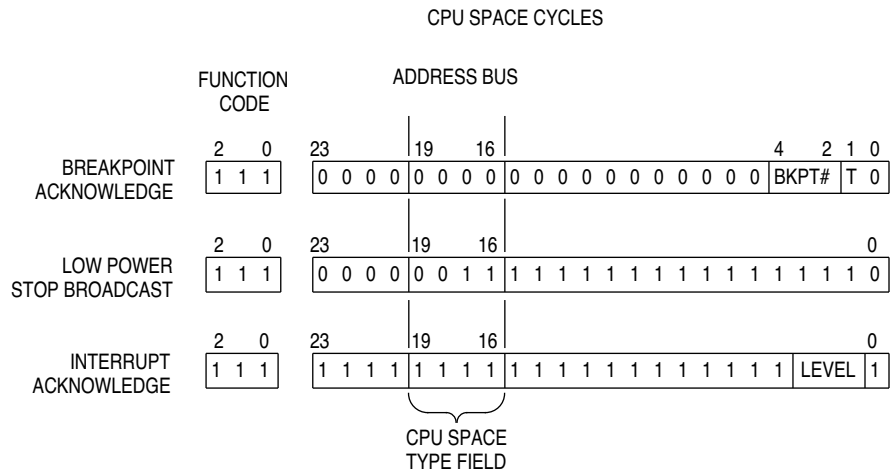 CPU SPACE CYCLES
FUNCTION
CODE
ADDRESS BUS
2 0 23 19 16 4 2 1 0
BREAKPOINT
ACKNOWLEDGE
1 1 1 0 0 0 0 0 0 0 0 0 0 0 0 0 0 0 0 0 0 0 BKPT# T 0
2 0 23 19 16 0
LOW POWER
STOP BROADCAST
1 1 1 0 0 0 0 0 0 1 1 1 1 1 1 1 1 1 1 1 1 1 1 1 1 1 0
2 0 23 19 16 0
INTERRUPT
ACKNOWLEDGE
1 1 1 1 1 1 1 1 1 1 1 1 1 1 1 1 1 1 1 1 1 1 1 LEVEL 1
CPU SPACE
TYPE FIELD